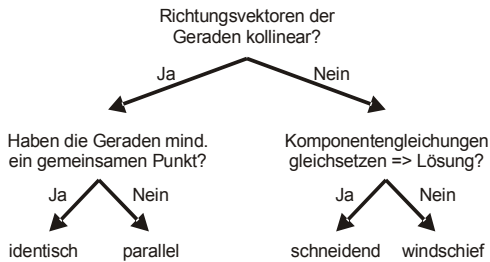 Richtungsvektoren der
Geraden kollinear?
Ja
Nein
Haben die Geraden mind.
ein gemeinsamen Punkt?
Komponentengleichungen
gleichsetzen => Lösung?
Ja
Nein
Ja
Nein
identisch
parallel
schneidend
windschief